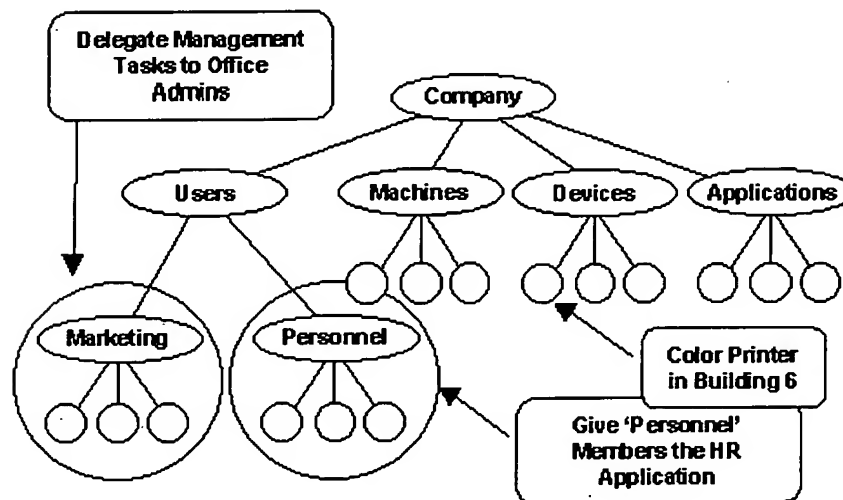 Delegate Management
Tasks to Office
Admins
Company
Users
Machines
Devices
Applications
Marketing
Personnel
Color Printer
in Building 6
Give ‘Personnel’
Members the HR
Application